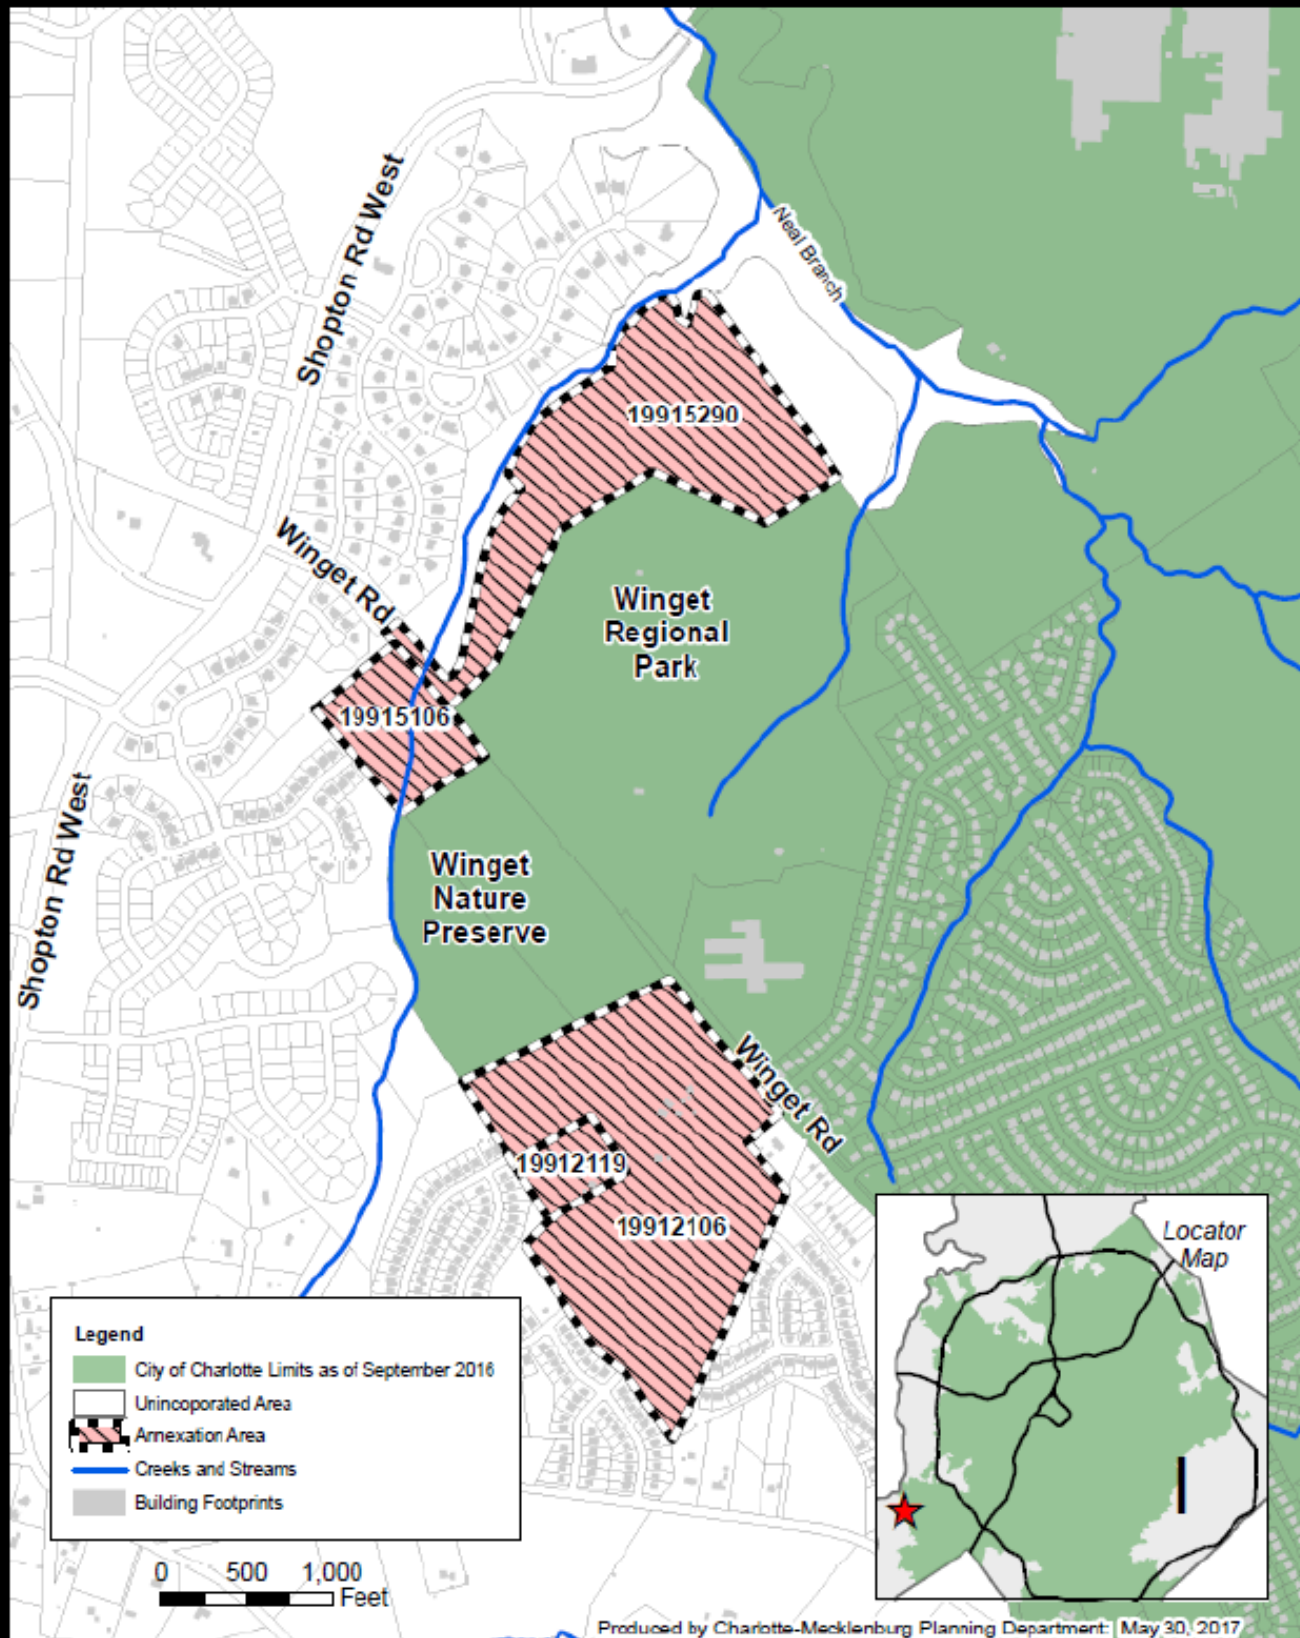 Shopton Rd West
Neal Branch
19915290
Winget Rd
Winget
Regional
Park
19915106
Shopton Rd West
Winget
Nature
Preserve
Winget Rd
19912119
19912106
Locator
Map
Legend
City of Charlotte Limits as of September 2016
Unincoporated Area
Annexation Area
Creeks and Streams
Building Footprints
0 500 1,000
Feet
Produced by Charlotte-Mecklenburg Planning Department: May 30, 2017